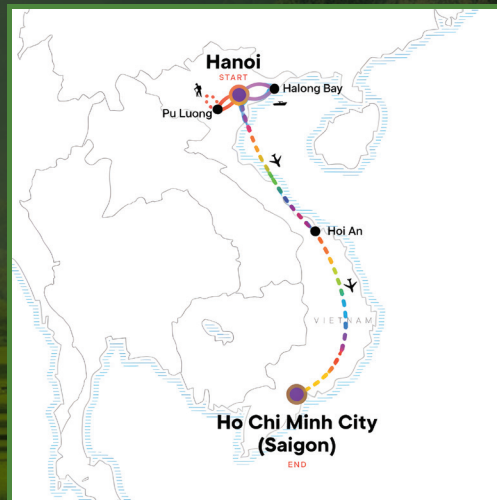 Hanoi
START
Halong Bay
Pu Luong
Hoi An
VIETNAM
Ho Chi Minh City
(Saigon)
END